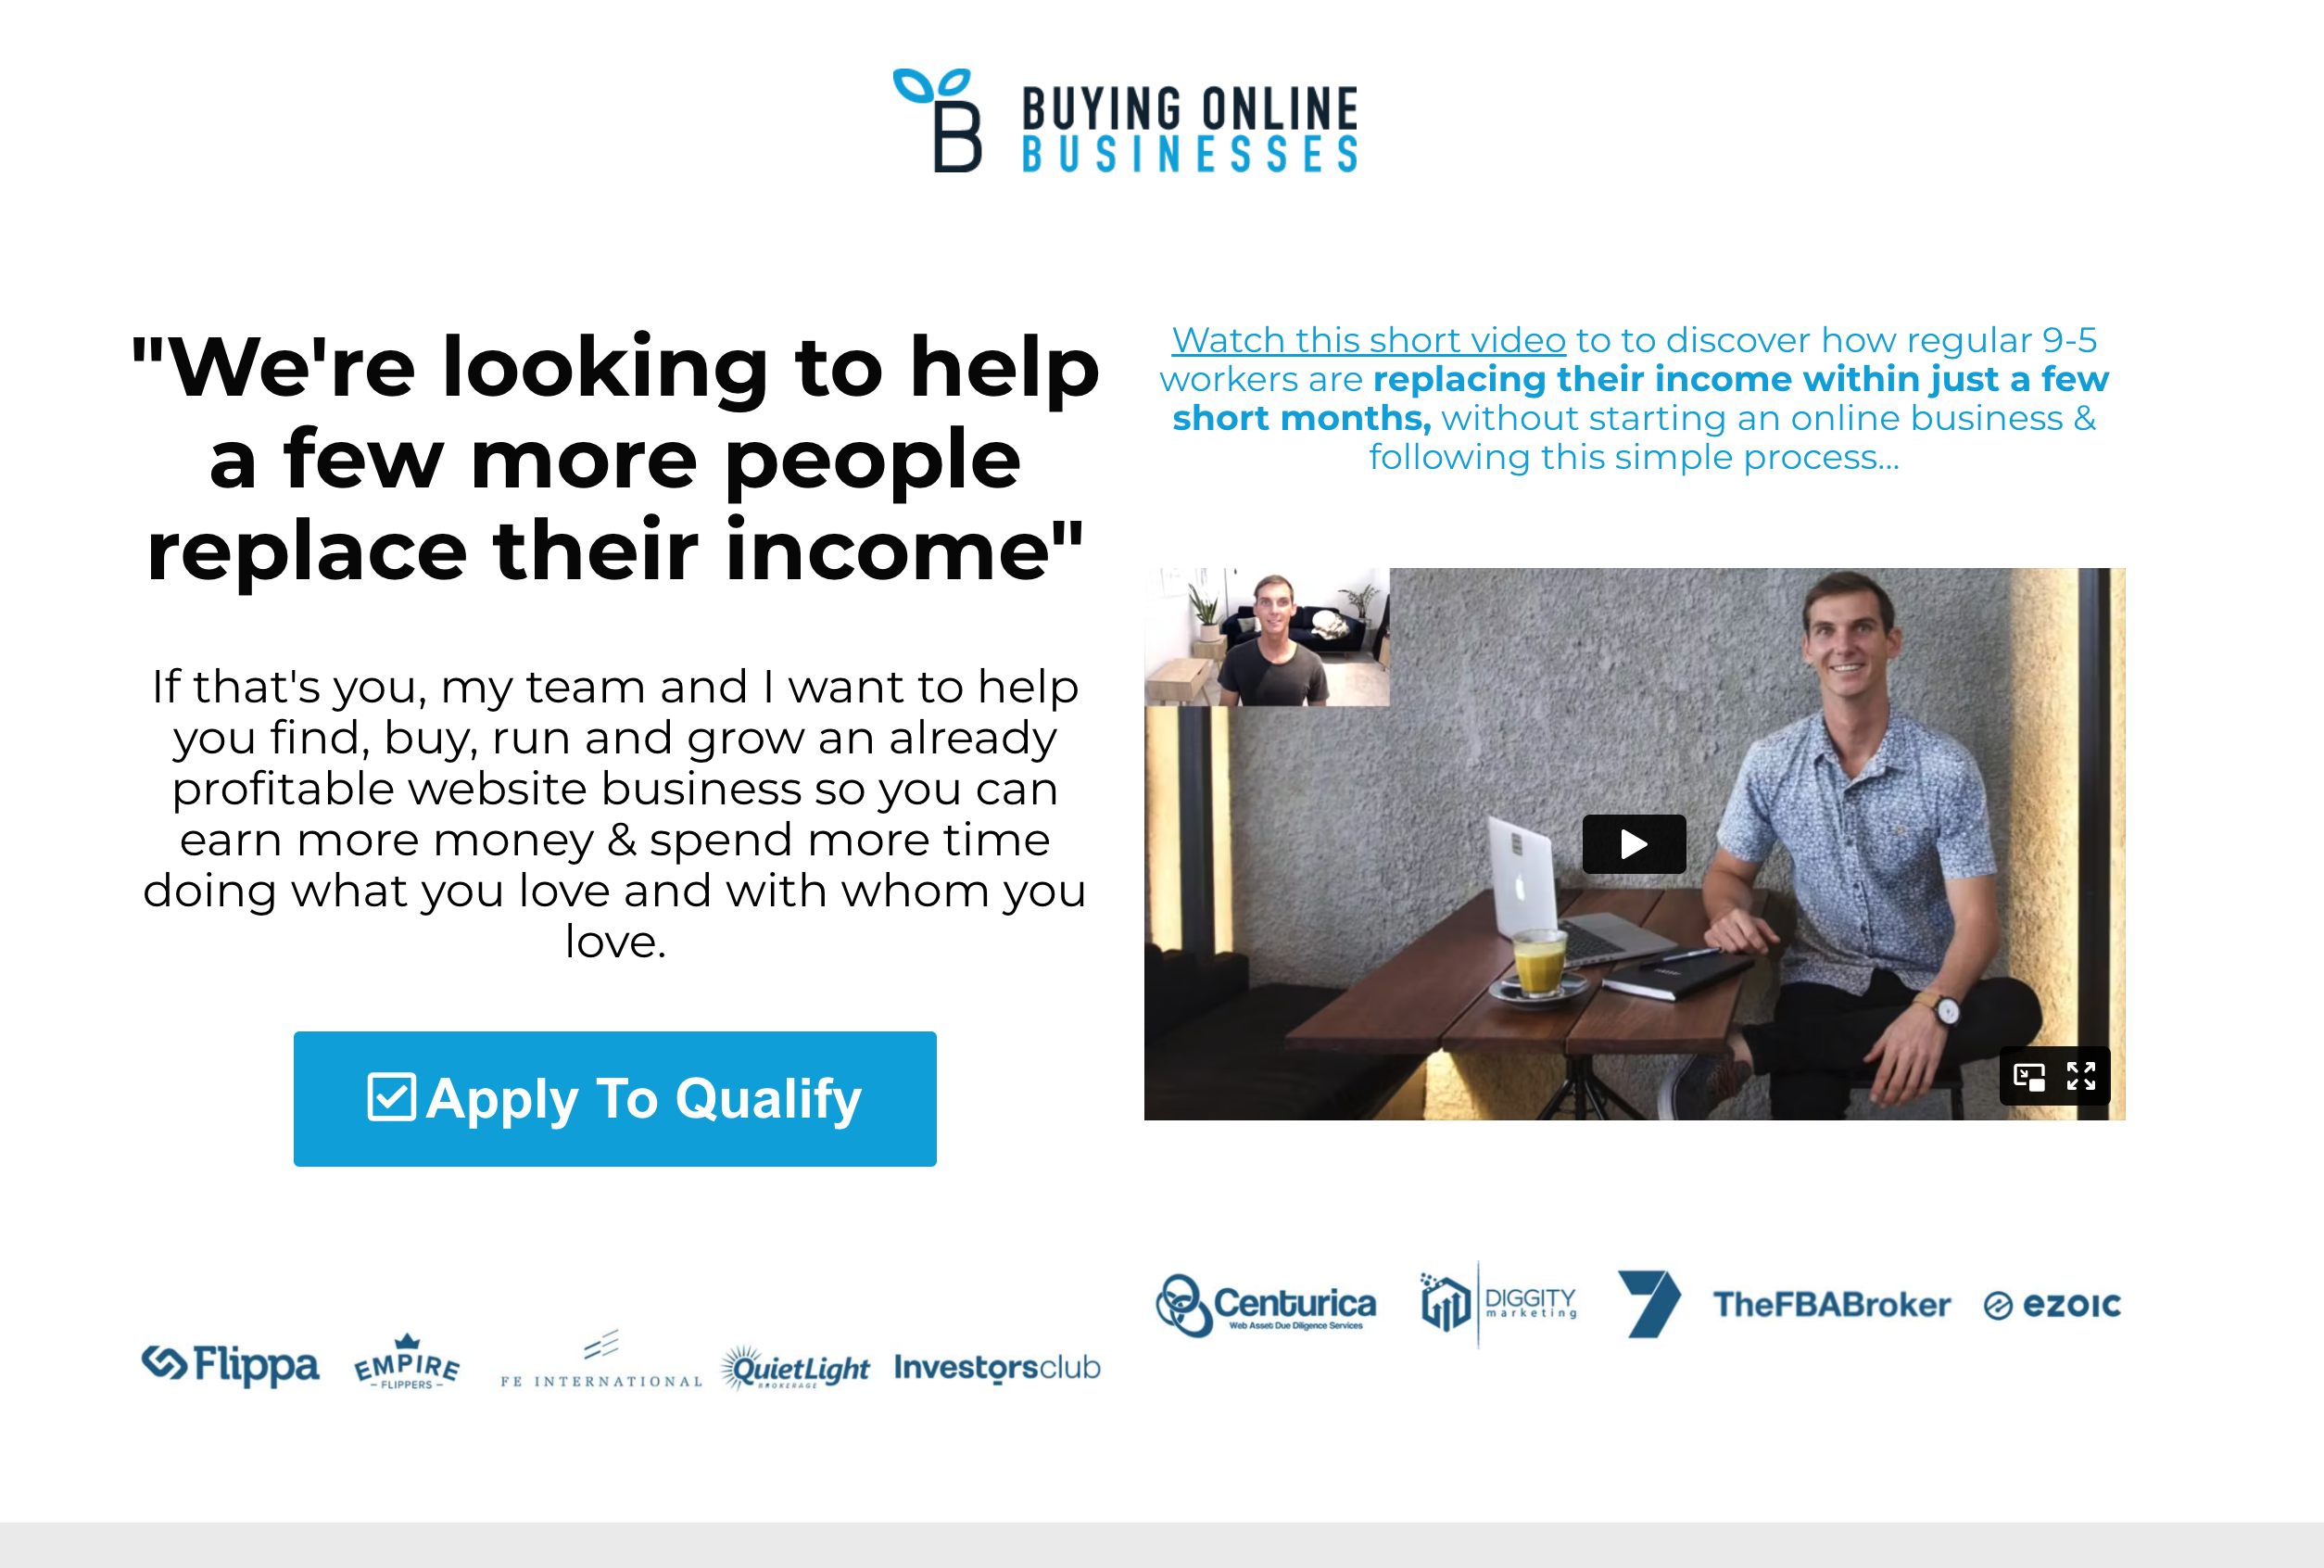 BUYING ONLINE
BUSINESSES
"We're looking to help
a few more people
replace their income"
If that's you, my team and I want to help
you find, buy, run and grow an already
profitable website business so you can
earn more money & spend more time
doing what you love and with whom you
love.
Apply To Qualify
Watch this short video to to discover how regular 9-5
workers are replacing their income within just a few
short months, without starting an online business &
following this simple process...
Flippa
EMPIRE
– FLIPPERS –
FE INTERNATIONAL
QuietLight
BROKERAGE
Investorsclub
Centurica
Web Asset Due Diligence Services
DIGGITY
marketing
7
TheFBABroker
ezoic